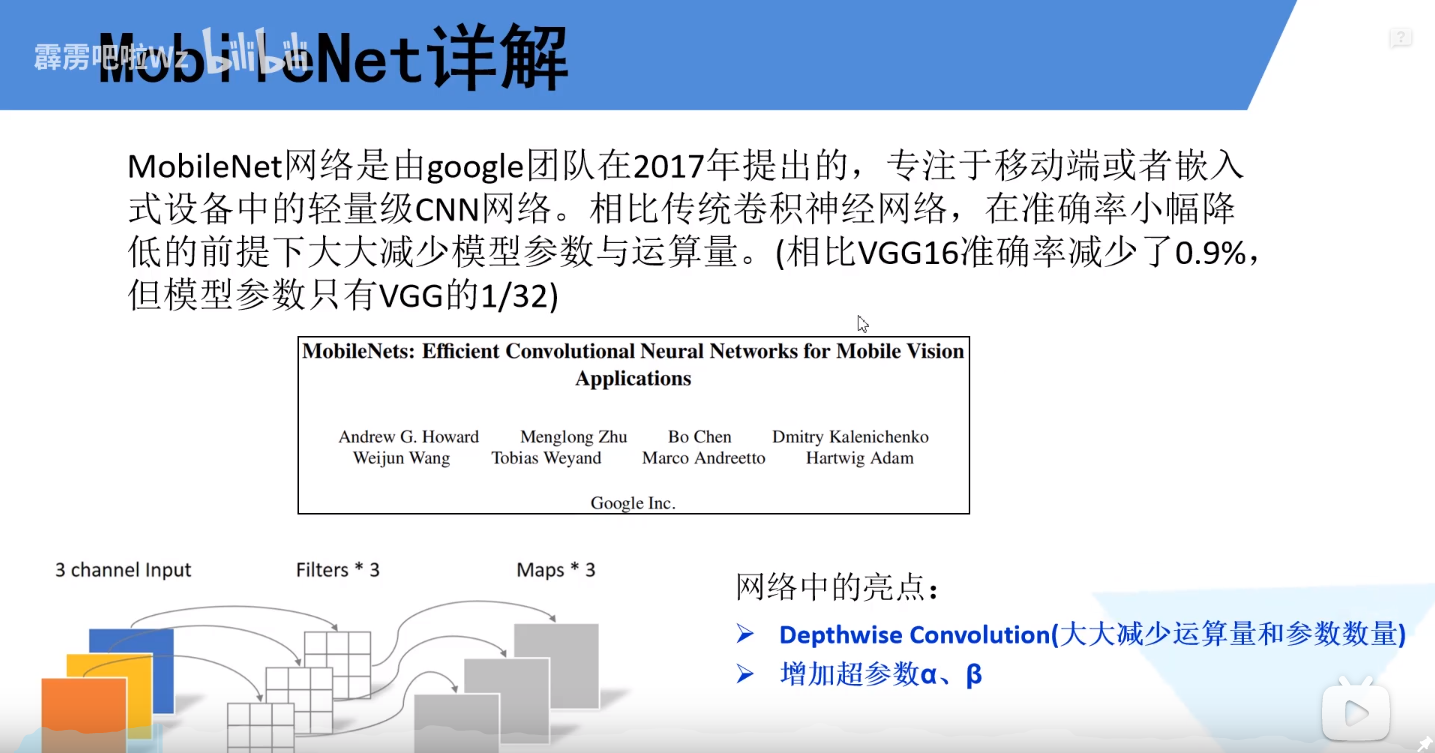 MobileNet详解
霹雳吧啦Wz bilibili
MobileNet网络是由google团队在2017年提出的，专注于移动端或者嵌入
式设备中的轻量级CNN网络。相比传统卷积神经网络，在准确率小幅降
低的前提下大大减少模型参数与运算量。(相比VGG16准确率减少了0.9%，
但模型参数只有VGG的1/32)
MobileNets: Efficient Convolutional Neural Networks for Mobile Vision
Applications
Andrew G. Howard Menglong Zhu Bo Chen Dmitry Kalenichenko
Weijun Wang Tobias Weyand Marco Andreetto Hartwig Adam
Google Inc.
3 channel Input Filters * 3 Maps * 3
网络中的亮点：
➢ Depthwise Convolution(大大减少运算量和参数数量)
➢ 增加超参数α、β